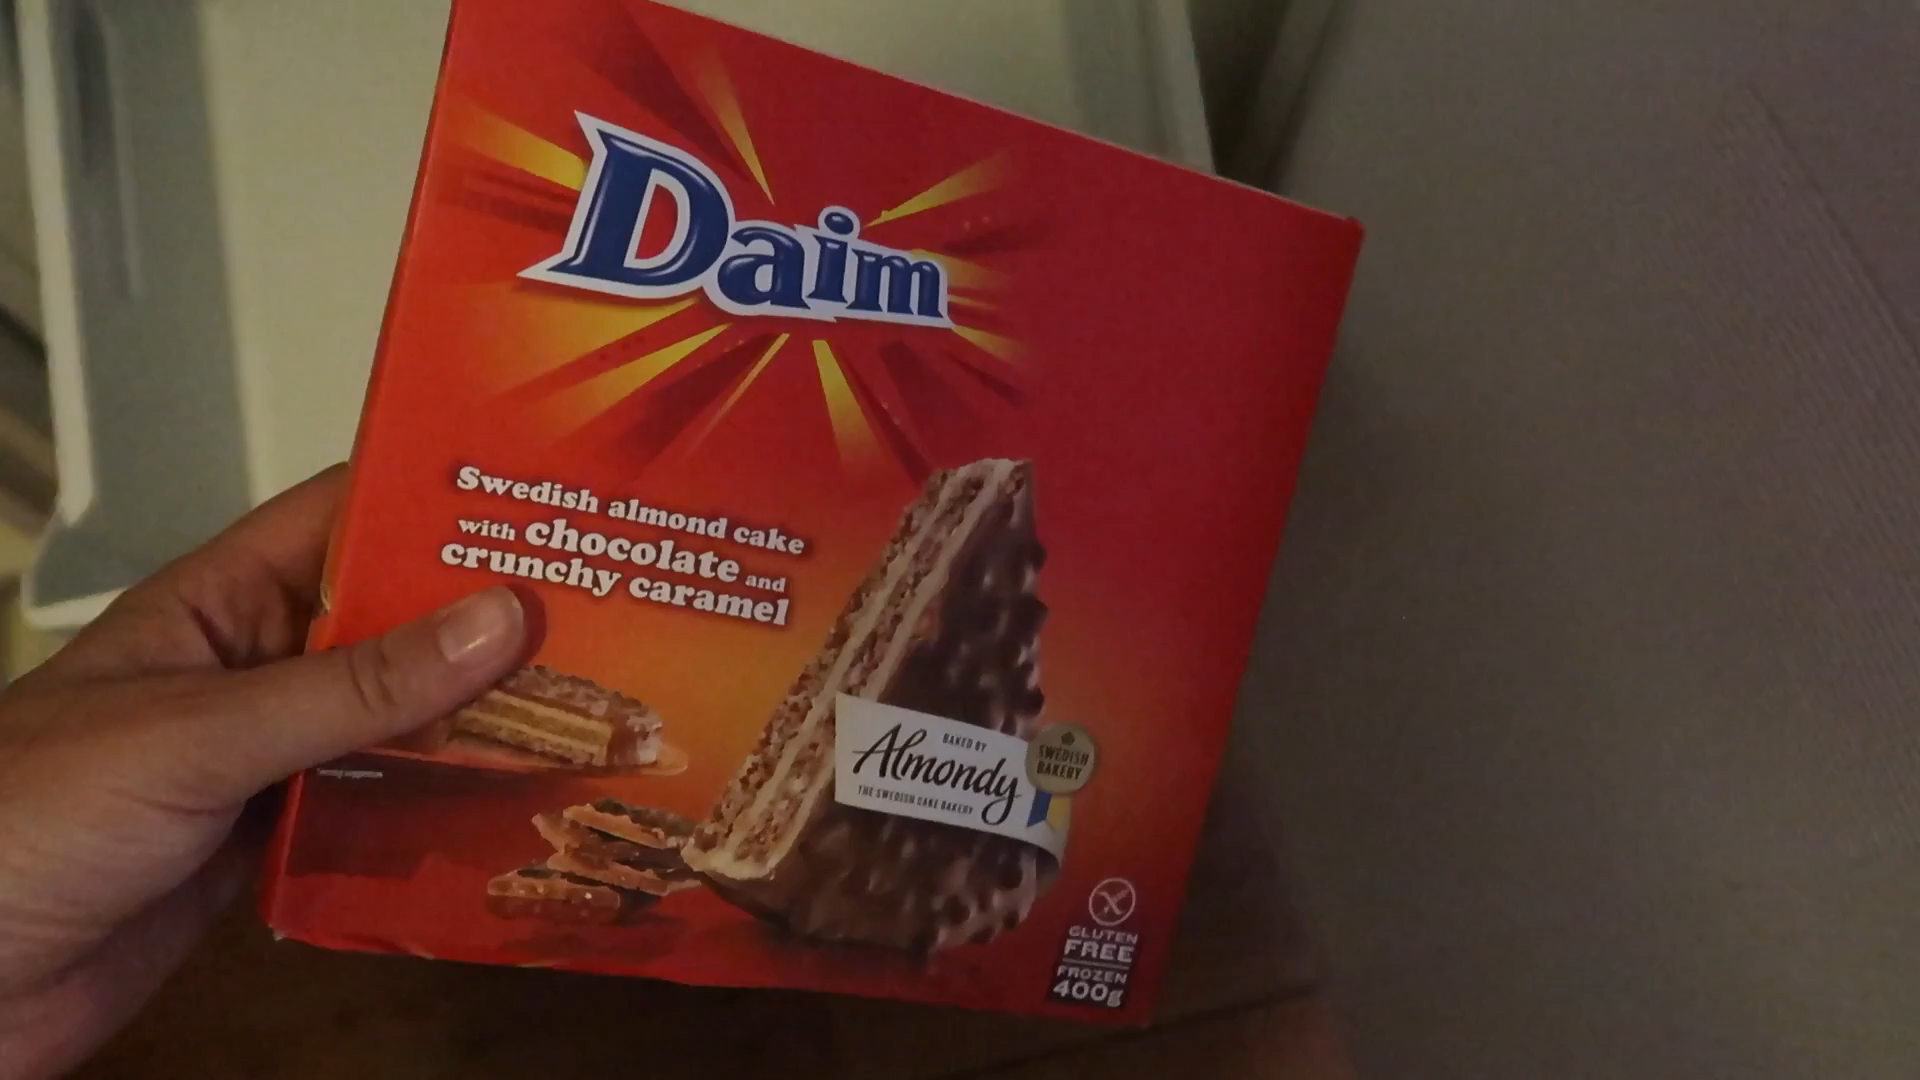 Daim
Swedish almond cake
with chocolate and
crunchy caramel
BAKED BY
Almondy
THE SWEDISH CAKE BAKERY
SWEDISH
BAKERY
GLUTEN
FREE
FROZEN
400g